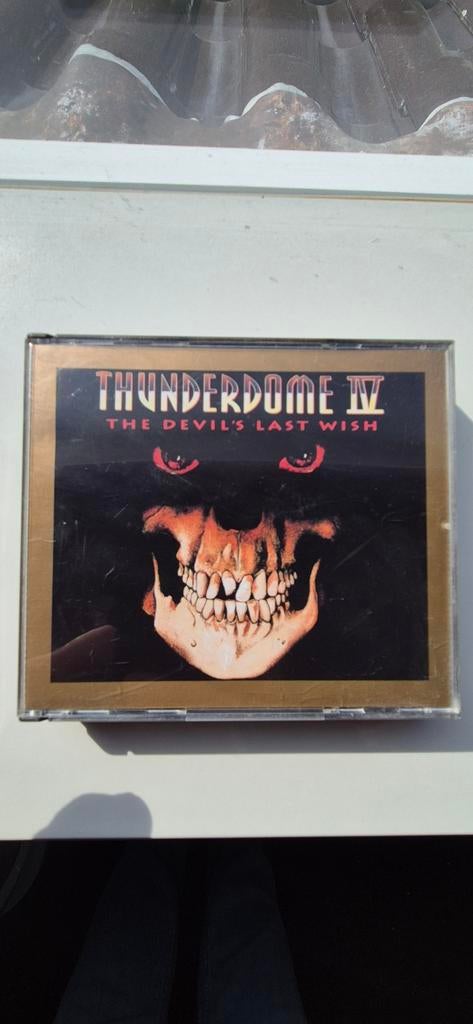 THUNDERDOME IV
THE DEVIL'S LAST WISH